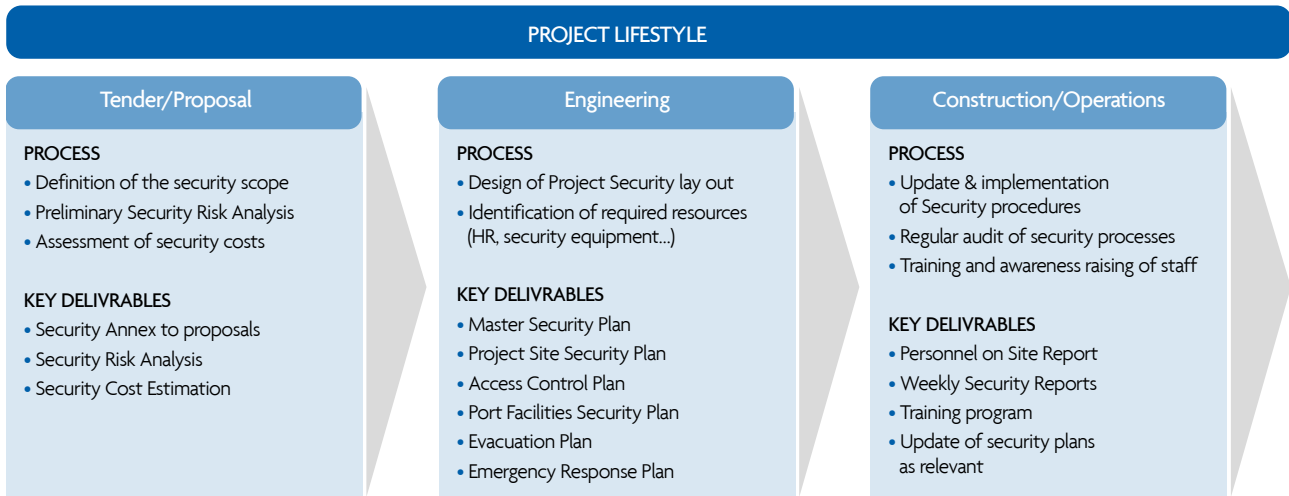 PROJECT LIFESTYLE
Tender/Proposal
PROCESS
• Definition of the security scope
• Preliminary Security Risk Analysis
• Assessment of security costs
KEY DELIVRABLES
• Security Annex to proposals
• Security Risk Analysis
• Security Cost Estimation
Engineering
PROCESS
• Design of Project Security lay out
• Identification of required resources
(HR, security equipment...)
KEY DELIVRABLES
• Master Security Plan
• Project Site Security Plan
• Access Control Plan
• Port Facilities Security Plan
• Evacuation Plan
• Emergency Response Plan
Construction/Operations
PROCESS
• Update & implementation
of Security procedures
• Regular audit of security processes
• Training and awareness raising of staff
KEY DELIVRABLES
• Personnel on Site Report
• Weekly Security Reports
• Training program
• Update of security plans
as relevant